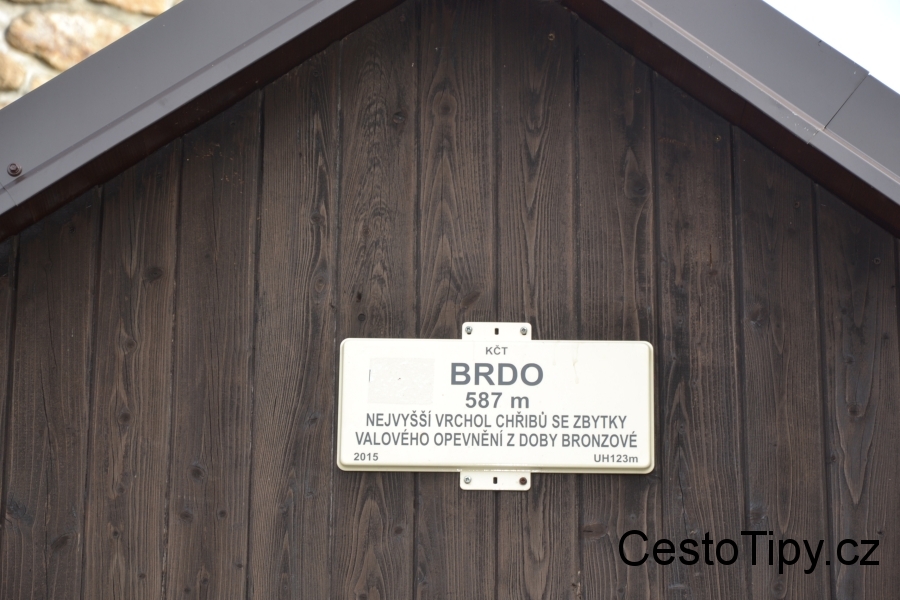 KČT
BRDO
587 m
NEJVYŠŠÍ VRCHOL CHŘIBŮ SE ZBYTKY
VALOVÉHO OPEVNĚNÍ Z DOBY BRONZOVÉ
2015 UH123m
CestoTipy.cz